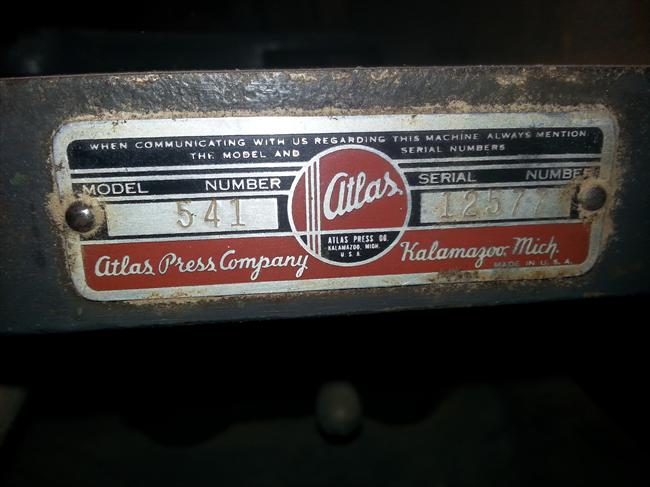 WHEN COMMUNICATING WITH US REGARDING THIS MACHINE ALWAYS MENTION
THE MODEL AND SERIAL NUMBERS
MODEL NUMBER
541
Atlas
ATLAS PRESS CO.
KALAMAZOO, MICH.
U. S. A.
SERIAL NUMBER
Atlas Press Company
Kalamazoo, Mich.
MADE IN U. S. A.